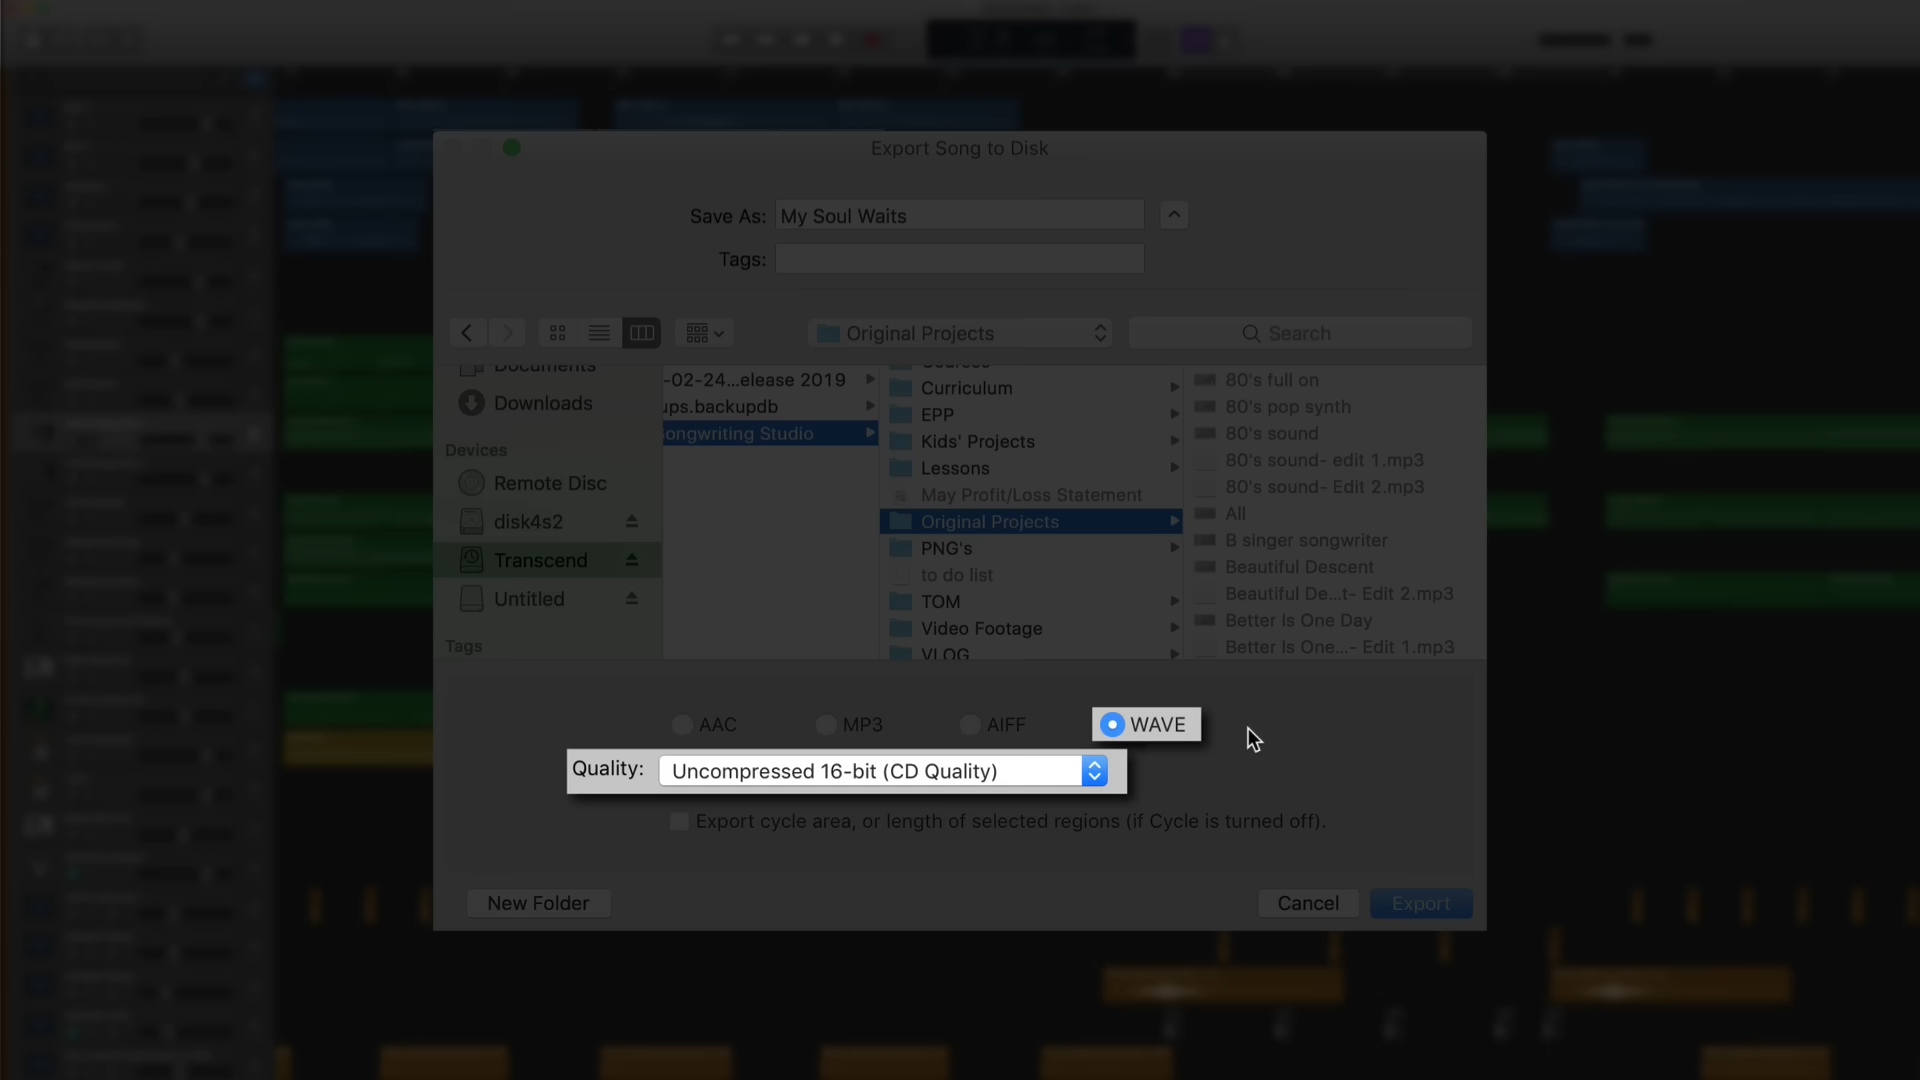 Export Song to Disk
Save As: My Soul Waits
Tags:
Original Projects
Search
Documents
Downloads
Devices
Remote Disc
disk4s2
Transcend
Untitled
Tags
-02-24...elease 2019
ups.backupdb
ongwriting Studio
Curriculum
EPP
Kids' Projects
Lessons
May Profit/Loss Statement
Original Projects
PNG's
to do list
TOM
Video Footage
VLOG
80's full on
80's pop synth
80's sound
80's sound- edit 1.mp3
80's sound- Edit 2.mp3
All
B singer songwriter
Beautiful Descent
Beautiful De...t- Edit 2.mp3
Better Is One Day
Better Is One...- Edit 1.mp3
AAC MP3 AIFF WAVE
Quality: Uncompressed 16-bit (CD Quality)
Export cycle area, or length of selected regions (if Cycle is turned off).
New Folder Cancel Export